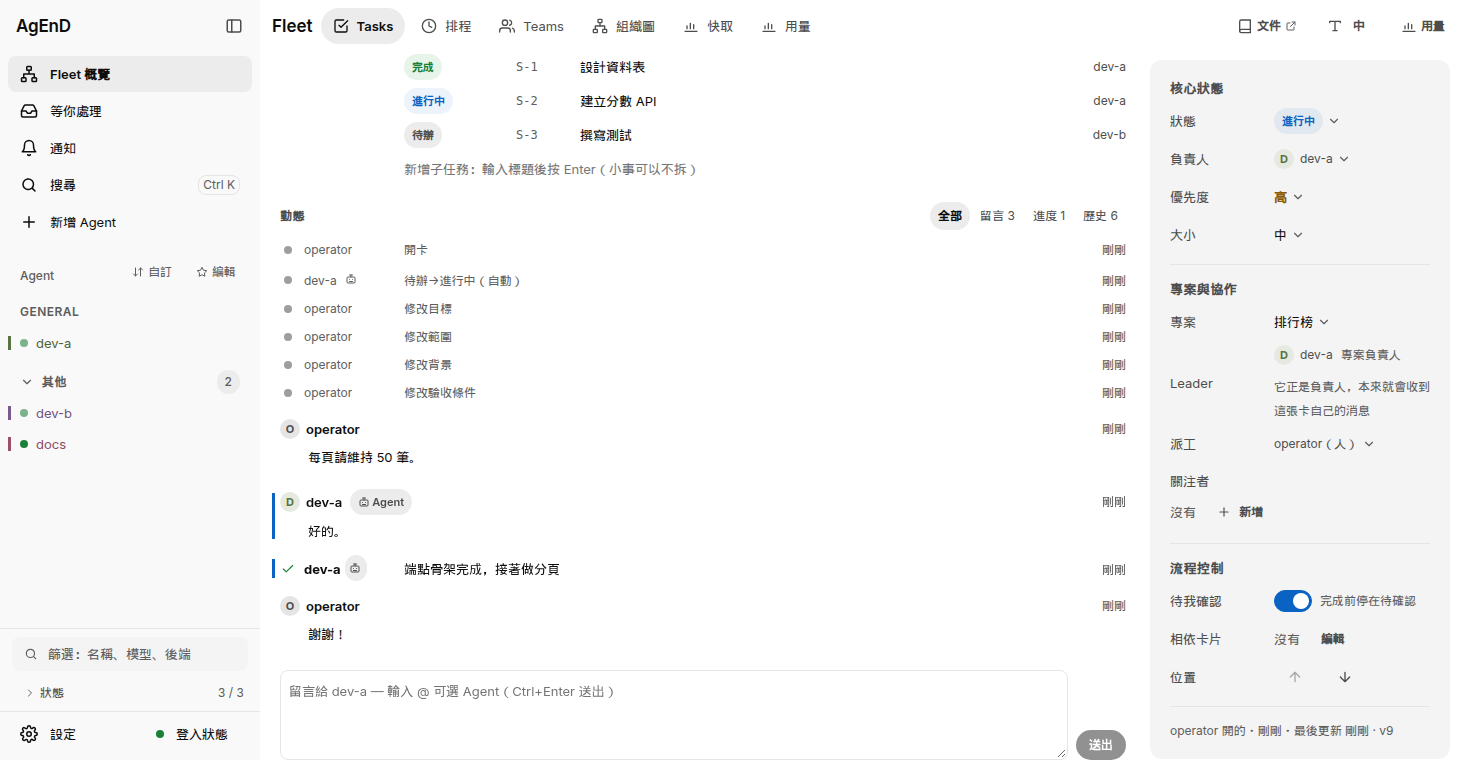 AgEnD
Fleet 概覽
等你處理
通知
搜尋 Ctrl K
新增 Agent
Agent 自訂 編輯
GENERAL
dev-a
其他 2
dev-b
docs
篩選：名稱、模型、後端
狀態 3 / 3
設定 登入狀態
Fleet Tasks 排程 Teams 組織圖 快取 用量 文件 中 用量
完成 S-1 設計資料表 dev-a
進行中 S-2 建立分數 API dev-a
待辦 S-3 撰寫測試 dev-b
新增子任務：輸入標題後按 Enter（小事可以不拆）
動態 全部 留言 3 進度 1 歷史 6
operator 開卡 剛剛
dev-a 待辦→進行中（自動） 剛剛
operator 修改目標 剛剛
operator 修改範圍 剛剛
operator 修改背景 剛剛
operator 修改驗收條件 剛剛
O operator 剛剛
每頁請維持 50 筆。
D dev-a Agent 剛剛
好的。
dev-a 端點骨架完成，接著做分頁 剛剛
O operator 剛剛
謝謝！
留言給 dev-a — 輸入 @ 可選 Agent（Ctrl+Enter 送出）
送出
核心狀態
狀態 進行中
負責人 D dev-a
優先度 高
大小 中
專案與協作
專案 排行榜
D dev-a 專案負責人
Leader 它正是負責人，本來就會收到
這張卡自己的消息
派工 operator（人）
關注者
沒有 新增
流程控制
待我確認 完成前停在待確認
相依卡片 沒有 編輯
位置
operator 開的・剛剛・最後更新 剛剛 · v9